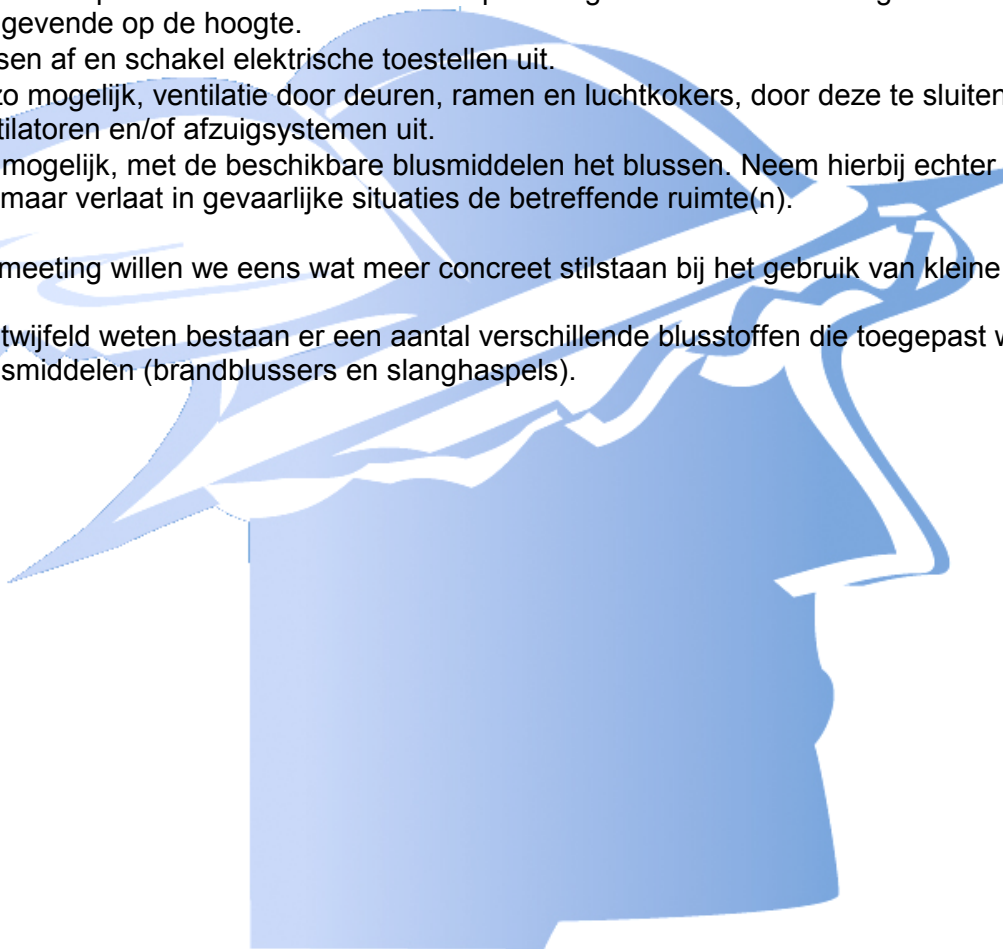 gevende op de hoogte.
sen af en schakel elektrische toestellen uit.
zo mogelijk, ventilatie door deuren, ramen en luchtkokers, door deze te sluiten
tilatoren en/of afzuigsystemen uit.
mogelijk, met de beschikbare blusmiddelen het blussen. Neem hierbij echter
maar verlaat in gevaarlijke situaties de betreffende ruimte(n).
meeting willen we eens wat meer concreet stilstaan bij het gebruik van kleine
twijfeld weten bestaan er een aantal verschillende blusstoffen die toegepast w
smiddelen (brandblussers en slanghaspels).